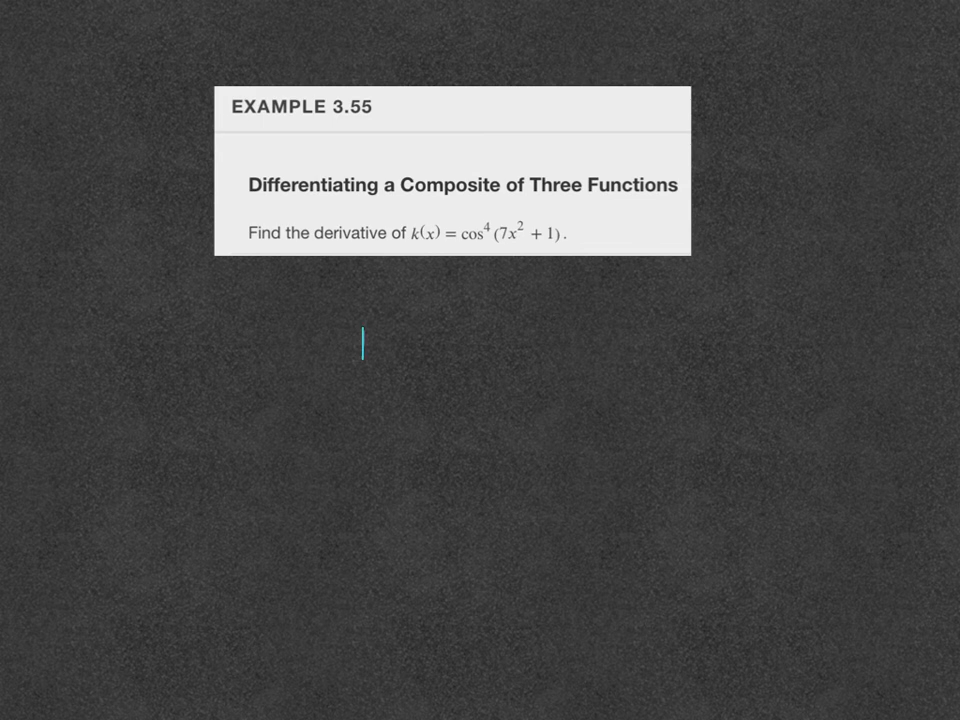 EXAMPLE 3.55
Differentiating a Composite of Three Functions
Find the derivative of k(x) = cos⁴(7x² + 1).